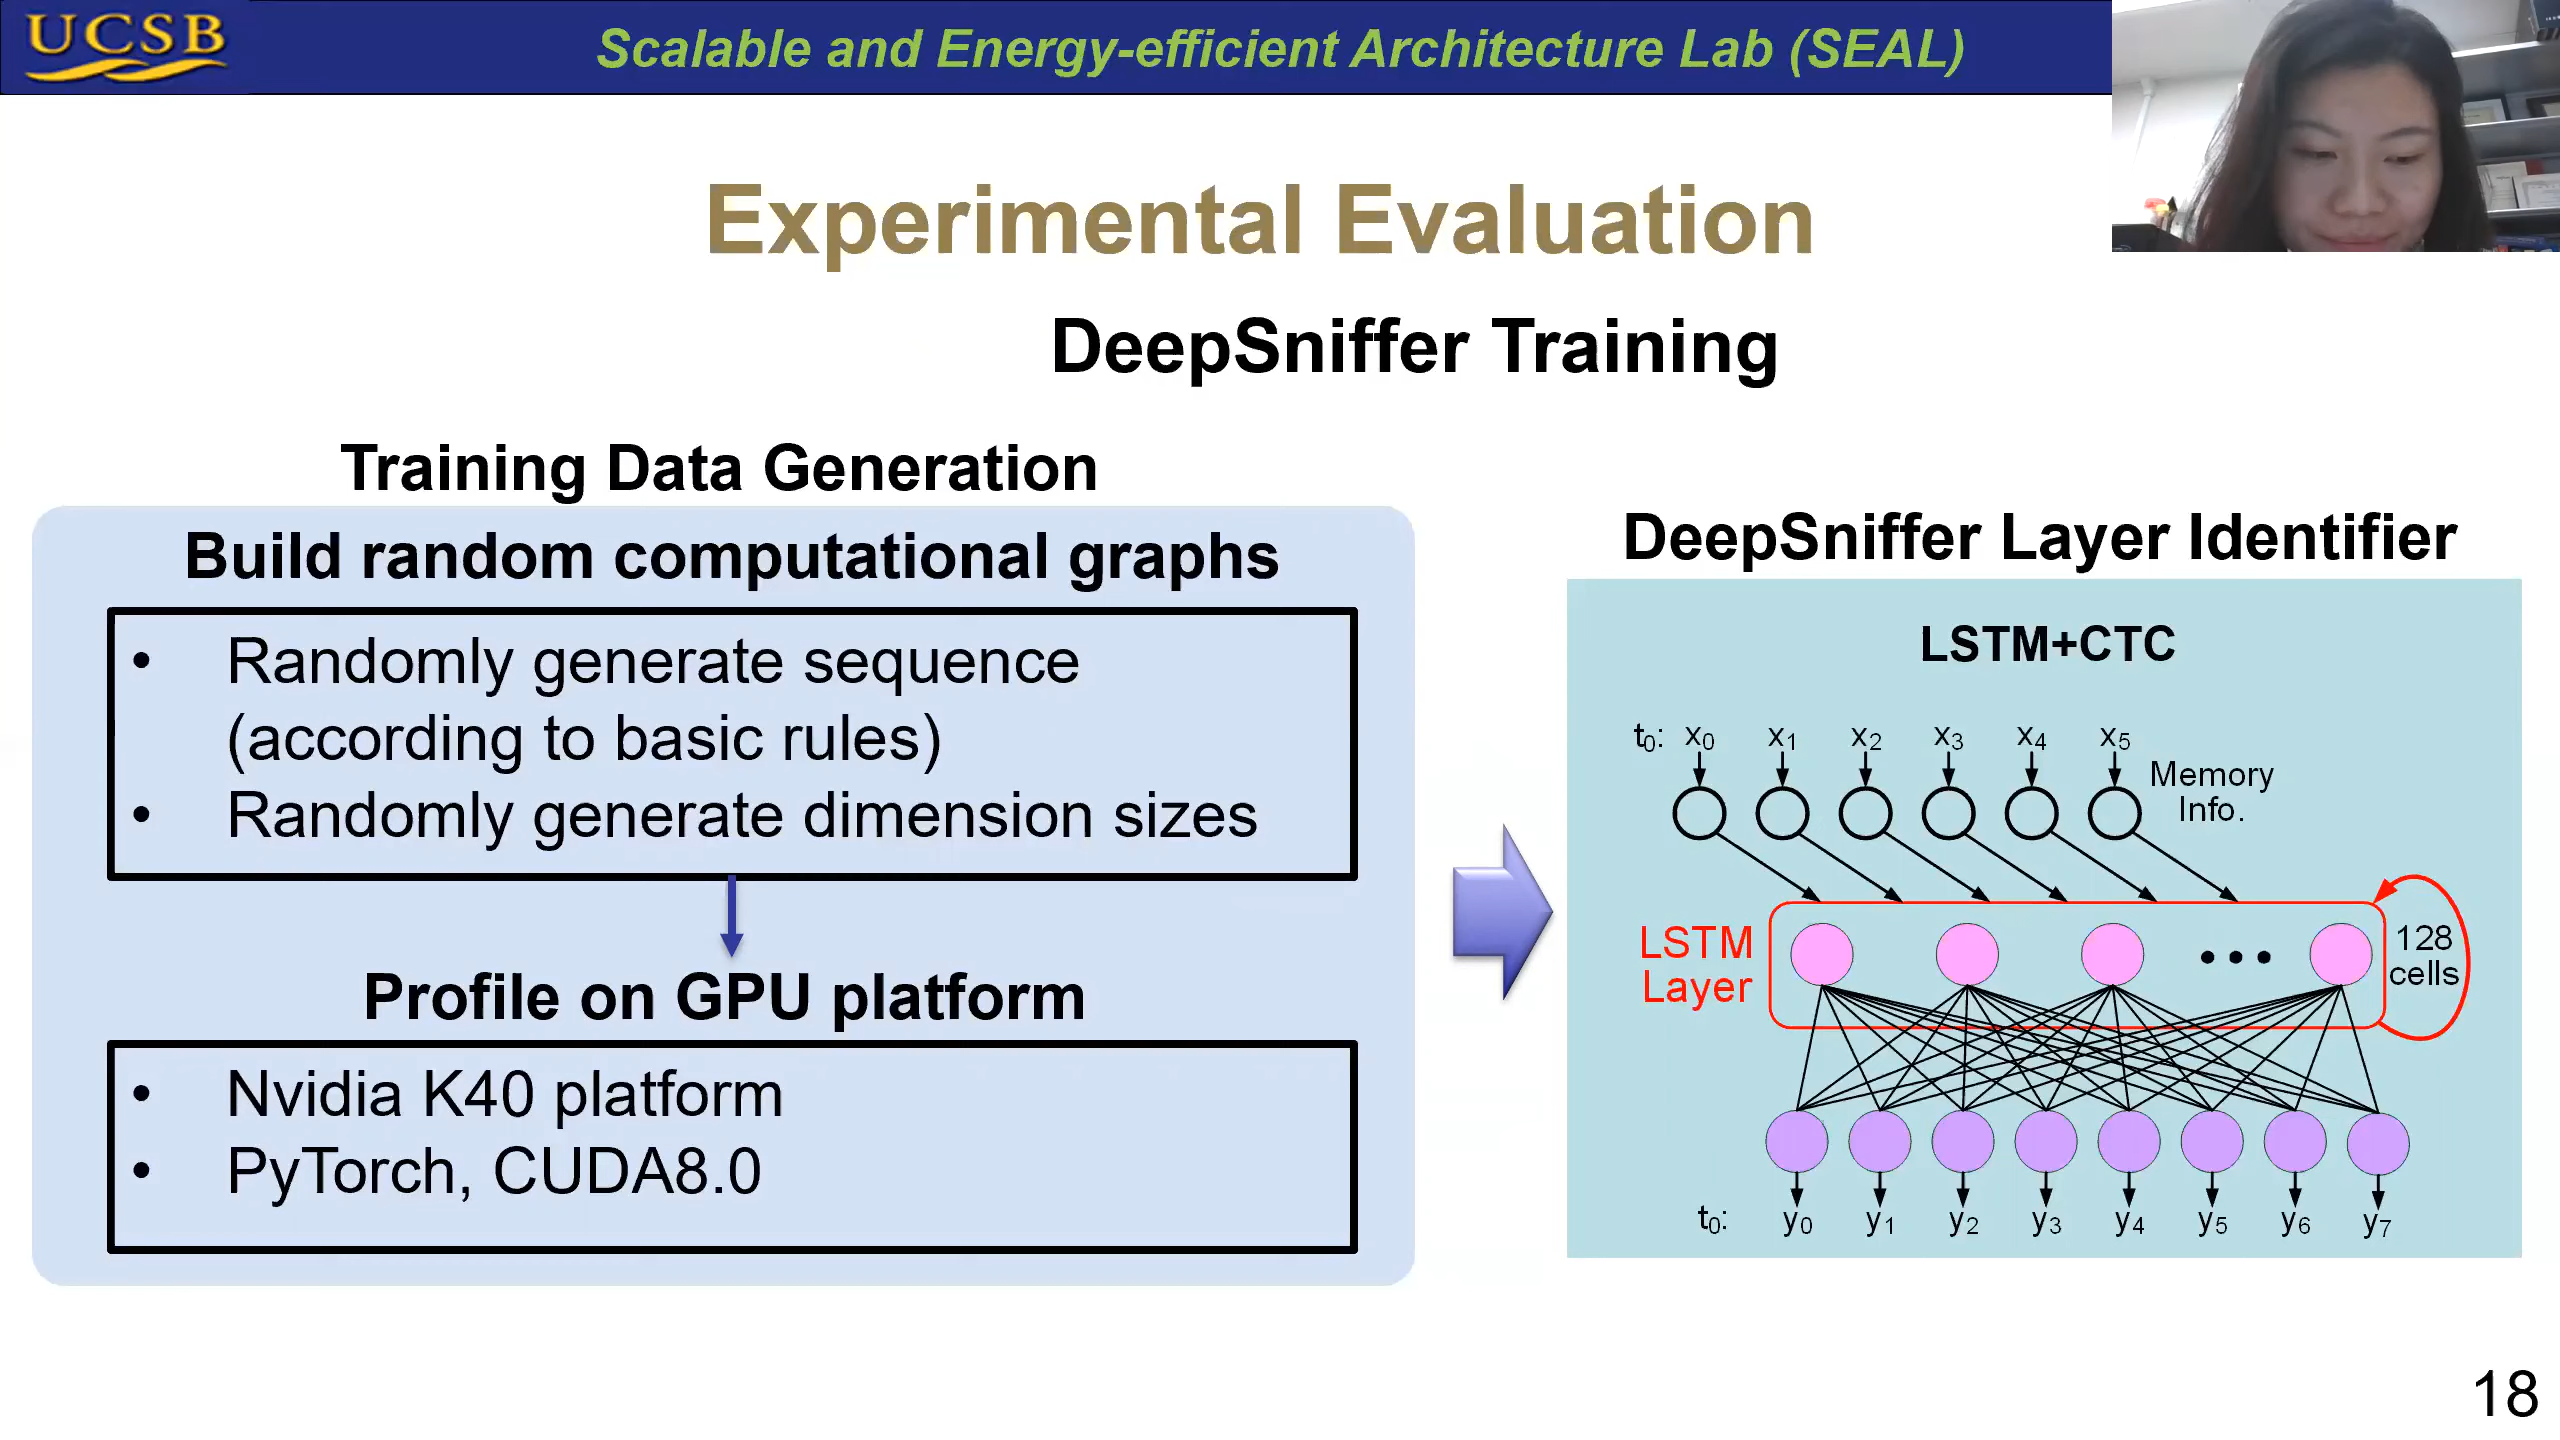 UCSB
Scalable and Energy-efficient Architecture Lab (SEAL)
Experimental Evaluation
DeepSniffer Training
Training Data Generation
Build random computational graphs
• Randomly generate sequence
(according to basic rules)
• Randomly generate dimension sizes
Profile on GPU platform
• Nvidia K40 platform
• PyTorch, CUDA8.0
DeepSniffer Layer Identifier
LSTM+CTC
t₀: x₀ x₁ x₂ x₃ x₄ x₅
Memory
Info.
LSTM
Layer
128
cells
t₀: y₀ y₁ y₂ y₃ y₄ y₅ y₆ y₇
18